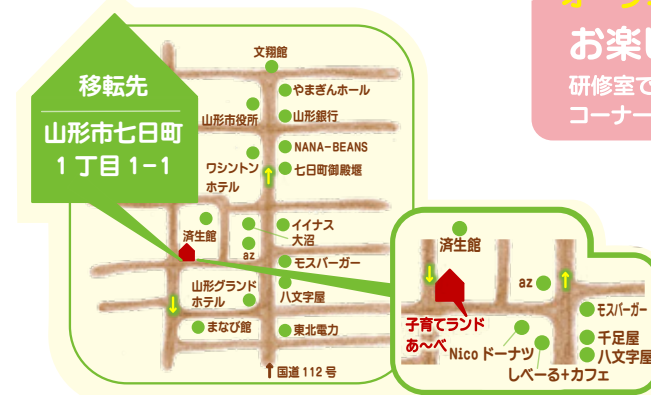 移転先
山形市七日町
1丁目1-1
文翔館
やまぎんホール
山形市役所
山形銀行
NANA-BEANS
ワシントン
ホテル
七日町御殿堰
済生館
イイナス
大沼
az
モスバーガー
山形グランド
ホテル
八文字屋
まなび館
東北電力
国道112号
お楽し
研修室で
コーナー
済生館
az
モスバーガー
子育てランド
あ~べ
千足屋
Nicoドーナツ
八文字屋
しべーる+カフェ